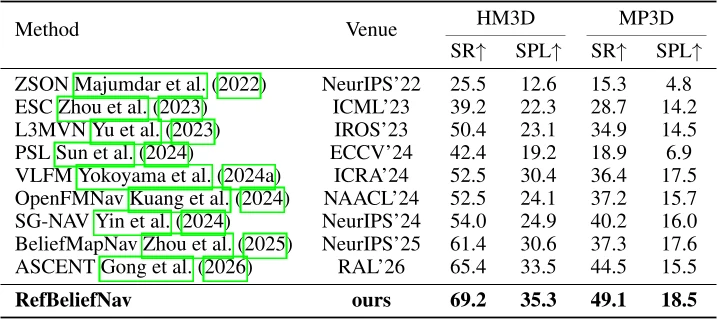 Method Venue HM3D MP3D
SR↑ SPL↑ SR↑ SPL↑
ZSON Majumdar et al. (2022) NeurIPS'22 25.5 12.6 15.3 4.8
ESC Zhou et al. (2023) ICML'23 39.2 22.3 28.7 14.2
L3MVN Yu et al. (2023) IROS'23 50.4 23.1 34.9 14.5
PSL Sun et al. (2024) ECCV'24 42.4 19.2 18.9 6.9
VLFM Yokoyama et al. (2024a) ICRA'24 52.5 30.4 36.4 17.5
OpenFMNav Kuang et al. (2024) NAACL'24 52.5 24.1 37.2 15.7
SG-NAV Yin et al. (2024) NeurIPS'24 54.0 24.9 40.2 16.0
BeliefMapNav Zhou et al. (2025) NeurIPS'25 61.4 30.6 37.3 17.6
ASCENT Gong et al. (2026) RAL'26 65.4 33.5 44.5 15.5
RefBeliefNav ours 69.2 35.3 49.1 18.5